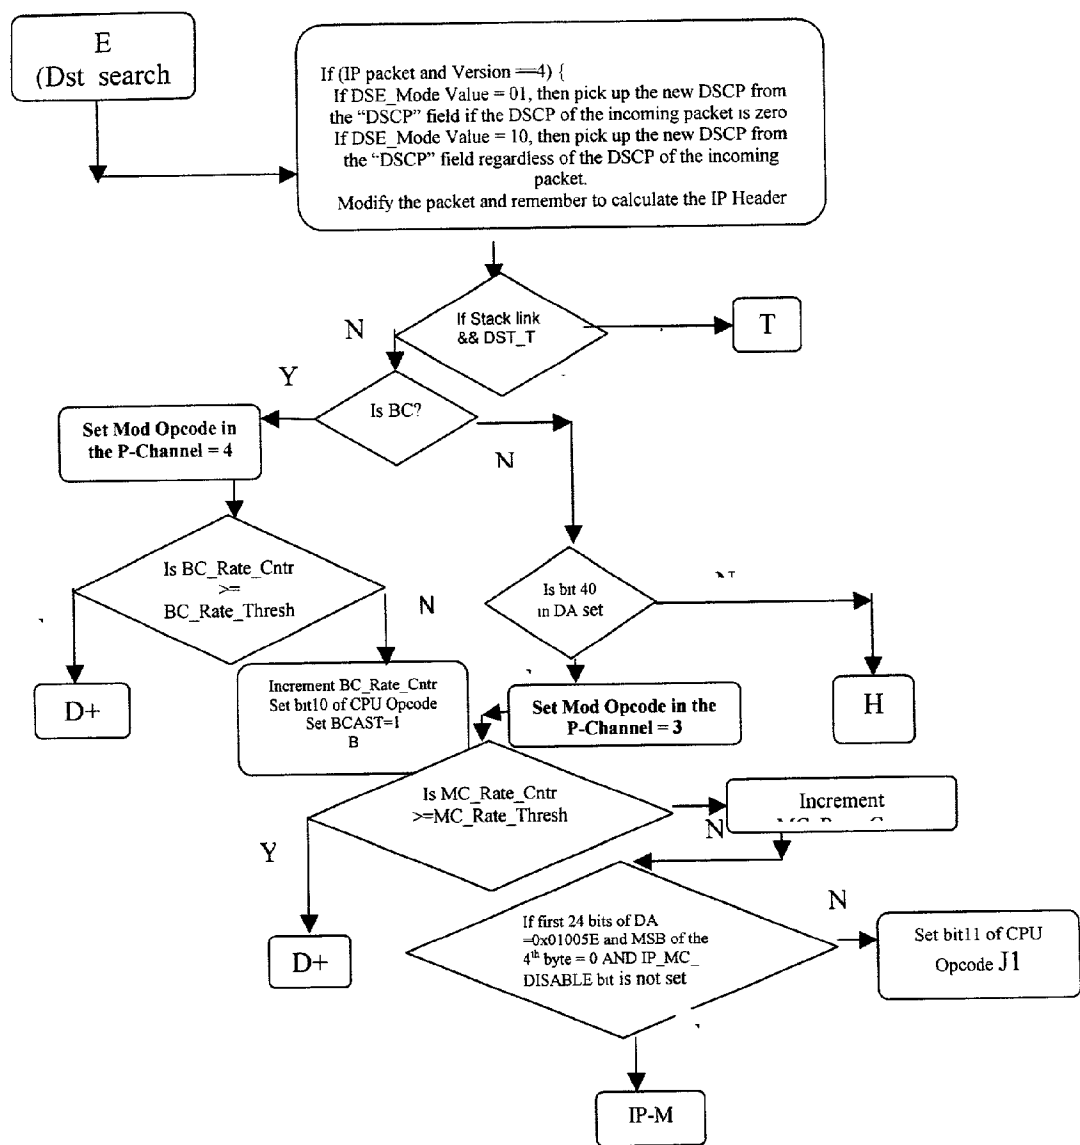 E
(Dst search
If (IP packet and Version ==4) {
If DSE_Mode Value = 01, then pick up the new DSCP from
the “DSCP” field if the DSCP of the incoming packet is zero
If DSE_Mode Value = 10, then pick up the new DSCP from
the “DSCP” field regardless of the DSCP of the incoming
packet.
Modify the packet and remember to calculate the IP Header
If Stack link
&& DST_T
T
N
Y
Is BC?
Set Mod Opcode in
the P-Channel = 4
N
Is BC_Rate_Cntr
>=
BC_Rate_Thresh
N
Is bit 40
in DA set
D+
Increment BC_Rate_Cntr
Set bit10 of CPU Opcode
Set BCAST=1
B
Set Mod Opcode in the
P-Channel = 3
H
Is MC_Rate_Cntr
>=MC_Rate_Thresh
Increment
N
Y
D+
If first 24 bits of DA
=0x01005E and MSB of the
4th byte = 0 AND IP_MC_
DISABLE bit is not set
N
Set bit11 of CPU
Opcode J1
IP-M